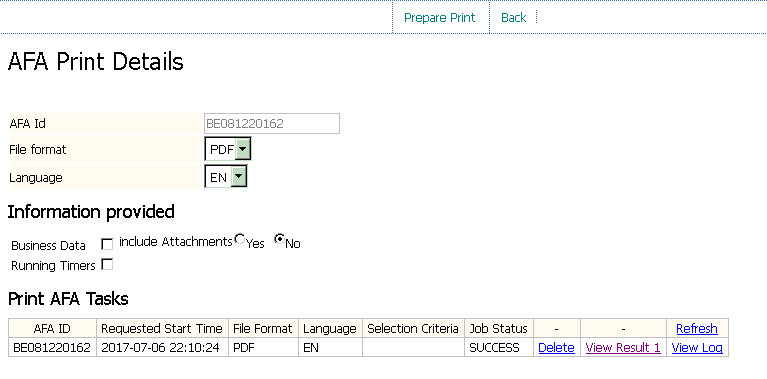 Prepare Print Back
AFA Print Details
AFA Id BE081220162
File format PDF
Language EN
Information provided
Business Data include Attachments Yes No
Running Timers
Print AFA Tasks
AFA ID Requested Start Time File Format Language Selection Criteria Job Status - - Refresh
BE081220162 2017-07-06 22:10:24 PDF EN SUCCESS Delete View Result 1 View Log